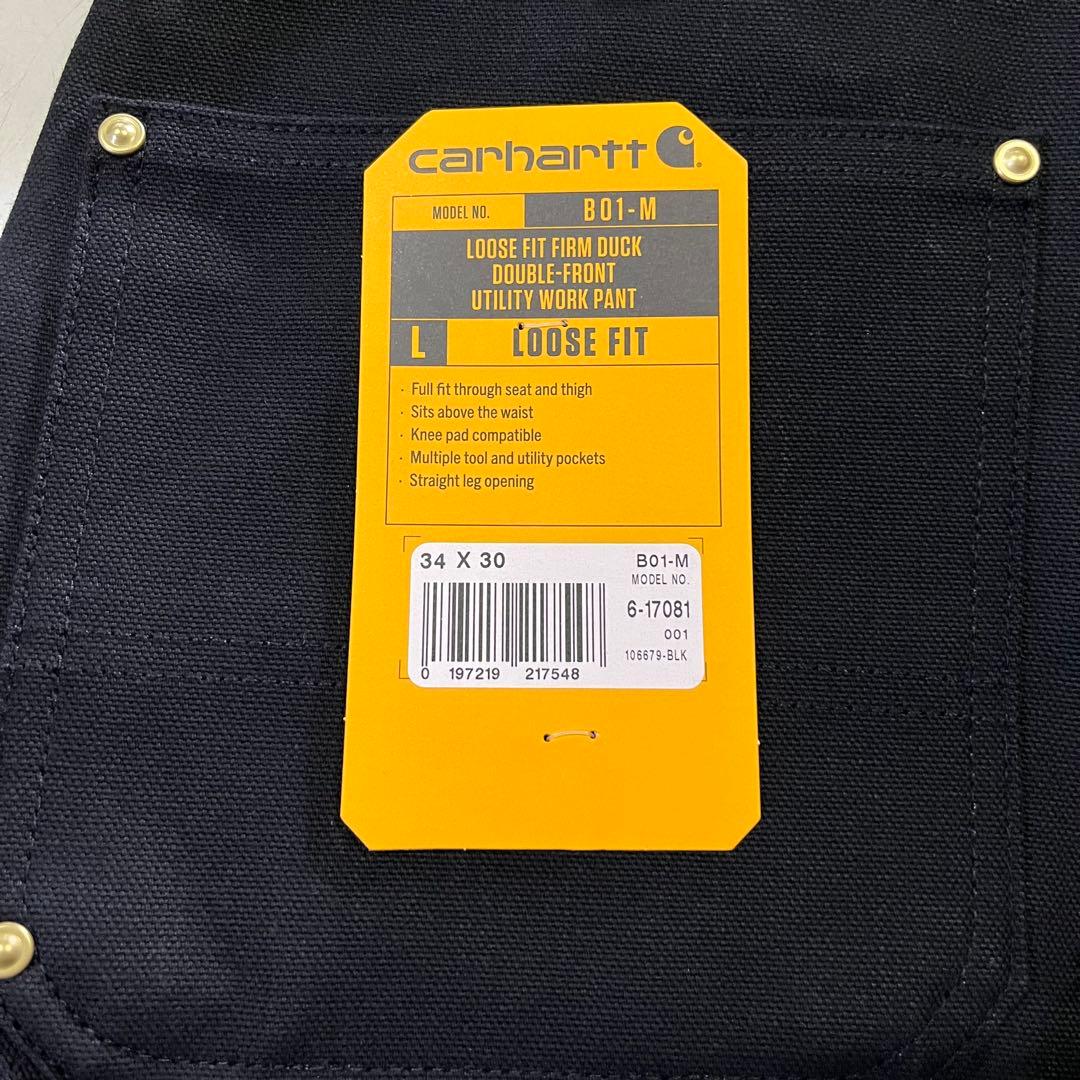 carhartt
MODEL NO. B01-M
LOOSE FIT FIRM DUCK
DOUBLE-FRONT
UTILITY WORK PANT
L LOOSE FIT
· Full fit through seat and thigh
· Sits above the waist
· Knee pad compatible
· Multiple tool and utility pockets
· Straight leg opening
34 X 30 B01-M
MODEL NO.
6-17081
001
106679-BLK
0 197219 217548